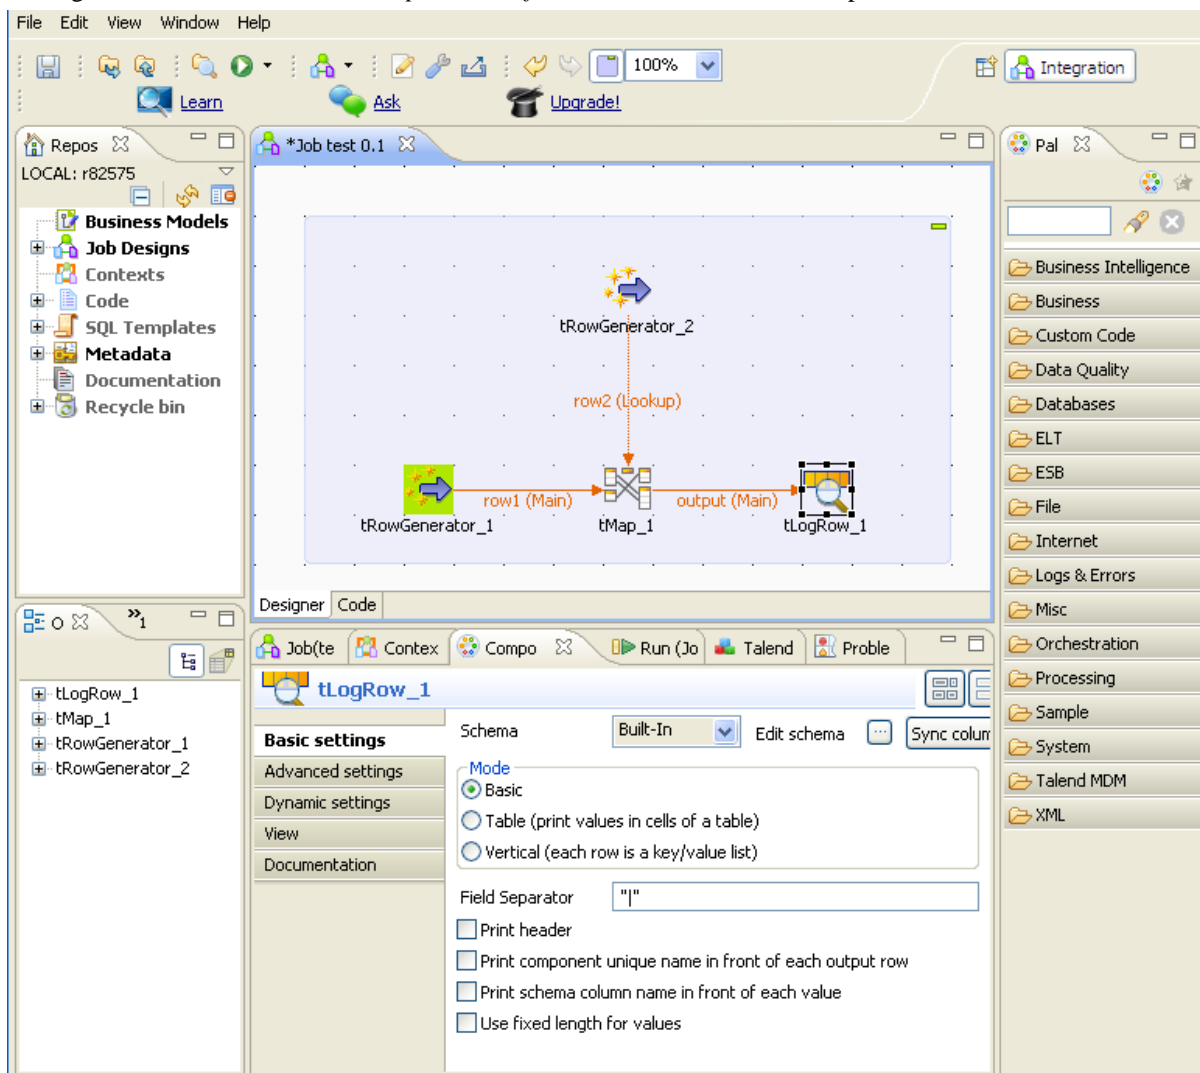 File Edit View Window Help
100%
Integration
Learn Ask Upgrade!
Repos
LOCAL: r82575
Business Models
Job Designs
Contexts
Code
SQL Templates
Metadata
Documentation
Recycle bin
*Job test 0.1
tRowGenerator_2
row2 (Lookup)
row1 (Main)
output (Main)
tRowGenerator_1
tMap_1
tLogRow_1
Designer Code
Pal
Business Intelligence
Business
Custom Code
Data Quality
Databases
ELT
ESB
File
Internet
Logs & Errors
Misc
Orchestration
Processing
Sample
System
Talend MDM
XML
O
»1
tLogRow_1
tMap_1
tRowGenerator_1
tRowGenerator_2
Job(te Contex Compo Run (Jo Talend Proble
tLogRow_1
Basic settings
Advanced settings
Dynamic settings
View
Documentation
Schema Built-In Edit schema ... Sync colum
Mode
Basic
Table (print values in cells of a table)
Vertical (each row is a key/value list)
Field Separator "|"
Print header
Print component unique name in front of each output row
Print schema column name in front of each value
Use fixed length for values